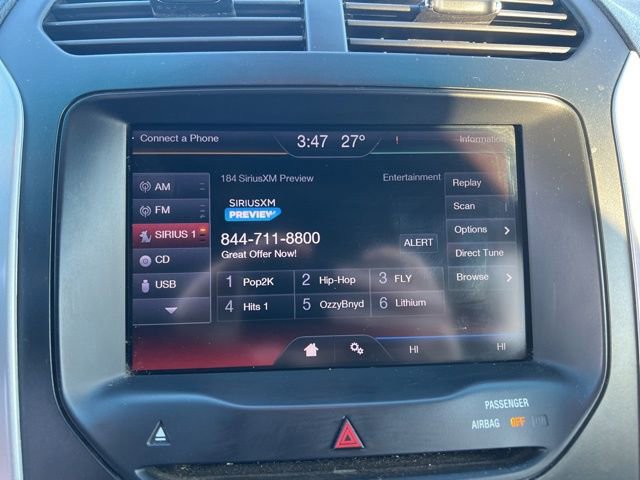 Connect a Phone 3:47 27° ! Information
184 SiriusXM Preview Entertainment
AM
FM
SIRIUS 1
CD
USB
SIRIUSXM
PREVIEW
844-711-8800
Great Offer Now!
ALERT
1 Pop2K 2 Hip-Hop 3 FLY
4 Hits 1 5 OzzyBnyd 6 Lithium
Replay
Scan
Options >
Direct Tune
Browse >
HI HI
PASSENGER
AIRBAG OFF ON